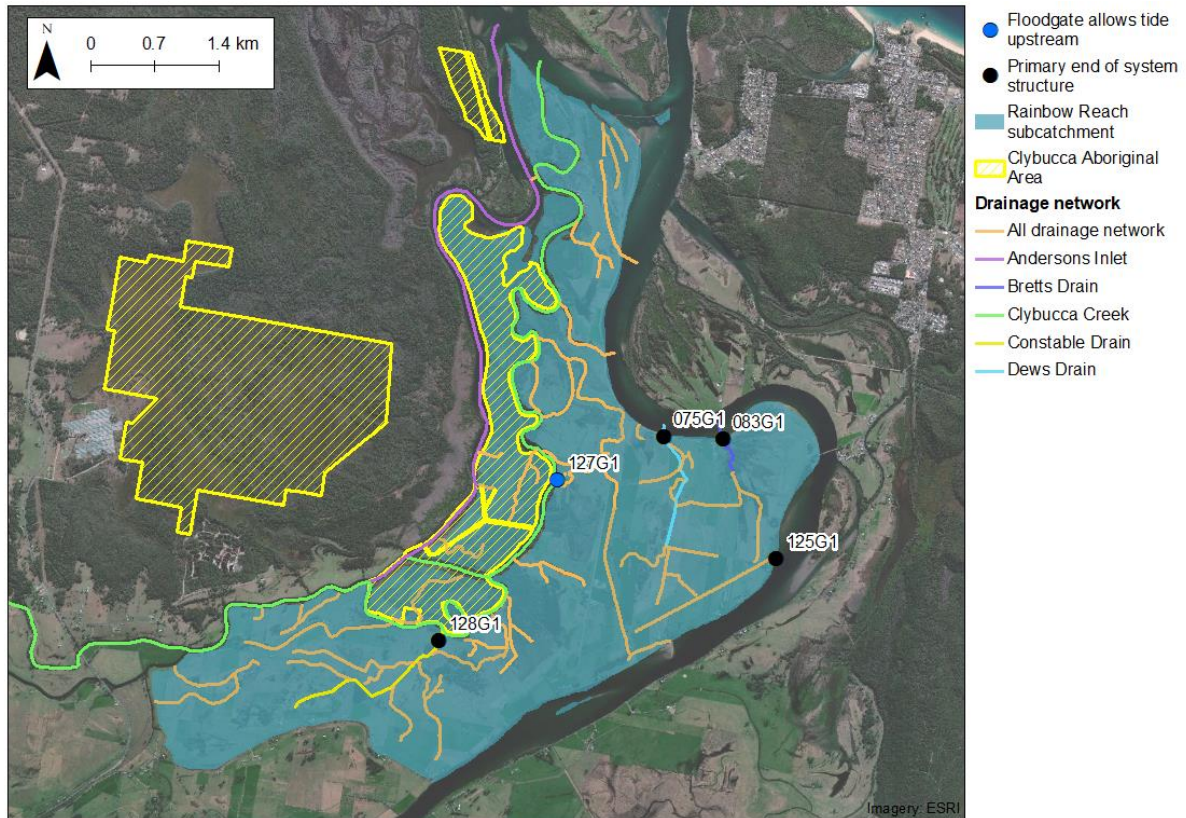 N
0 0.7 1.4 km
075G1
083G1
127G1
125G1
128G1
Imagery: ESRI
Floodgate allows tide
upstream
Primary end of system
structure
Rainbow Reach
subcatchment
Clybucca Aboriginal
Area
Drainage network
All drainage network
Andersons Inlet
Bretts Drain
Clybucca Creek
Constable Drain
Dews Drain